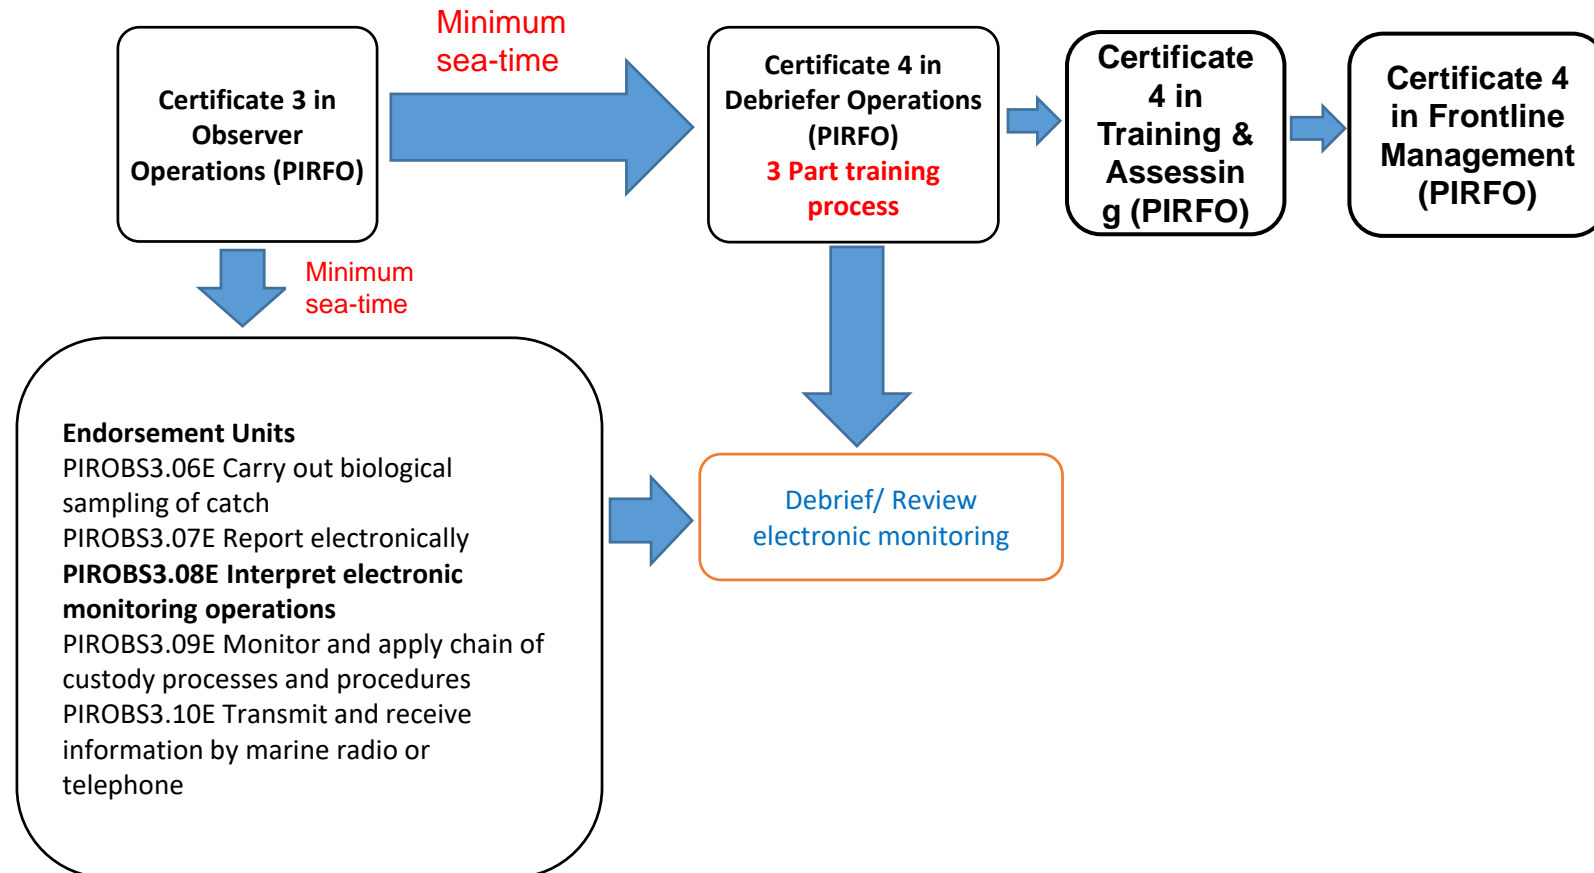 Minimum
sea-time
Certificate 3 in
Observer
Operations (PIRFO)
Certificate 4 in
Debriefer Operations
(PIRFO)
3 Part training
process
Certificate
4 in
Training &
Assessin
g (PIRFO)
Certificate 4
in Frontline
Management
(PIRFO)
Minimum
sea-time
Endorsement Units
PIROBS3.06E Carry out biological
sampling of catch
PIROBS3.07E Report electronically
PIROBS3.08E Interpret electronic
monitoring operations
PIROBS3.09E Monitor and apply chain of
custody processes and procedures
PIROBS3.10E Transmit and receive
information by marine radio or
telephone
Debrief/ Review
electronic monitoring